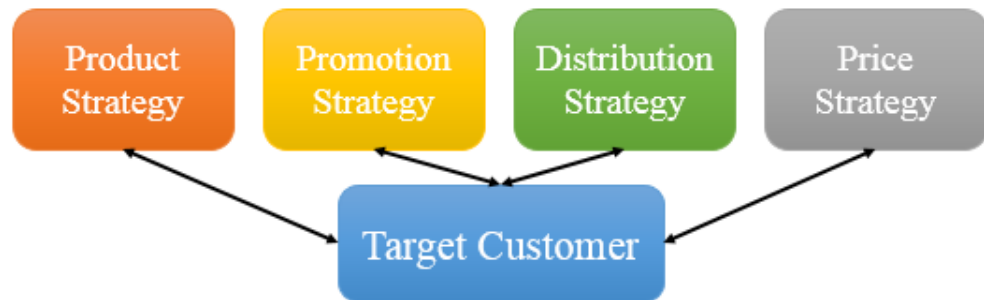 Product
Strategy
Promotion
Strategy
Distribution
Strategy
Price
Strategy
Target Customer